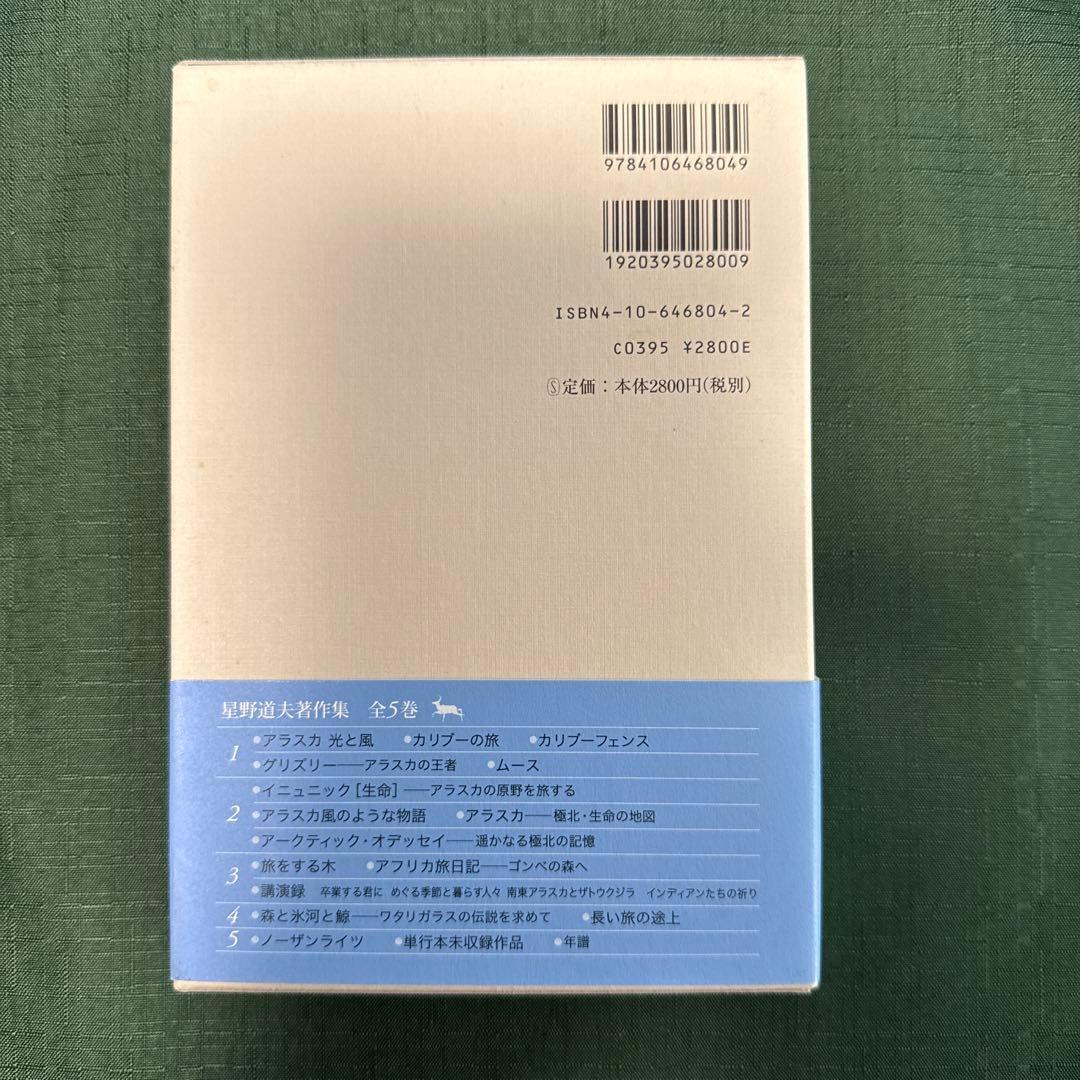 9784106468049
1920395028009
ISBN4-10-646804-2
C0395 ¥2800E
Ⓢ定価：本体2800円(税別)
星野道夫著作集 全5巻
1 ●アラスカ 光と風 ●カリブーの旅 ●カリブーフェンス
●グリズリー——アラスカの王者 ●ムース
●イニュニック［生命］——アラスカの原野を旅する
2 ●アラスカ風のような物語 ●アラスカ——極北・生命の地図
●アークティック・オデッセイ——遥かなる極北の記憶
3 ●旅をする木 ●アフリカ旅日記——ゴンベの森へ
●講演録 卒業する君に めぐる季節と暮らす人々 南東アラスカとザトウクジラ インディアンたちの祈り
4 ●森と氷河と鯨——ワタリガラスの伝説を求めて ●長い旅の途上
5 ●ノーザンライツ ●単行本未収録作品 ●年譜